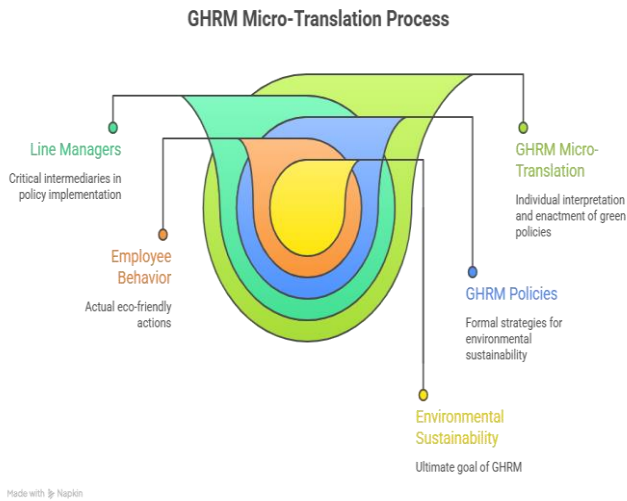 GHRM Micro-Translation Process
Line Managers
Critical intermediaries in
policy implementation
Employee
Behavior
Actual eco-friendly
actions
GHRM Micro-
Translation
Individual interpretation
and enactment of green
policies
GHRM Policies
Formal strategies for
environmental
sustainability
Environmental
Sustainability
Ultimate goal of GHRM
Made with Napkin